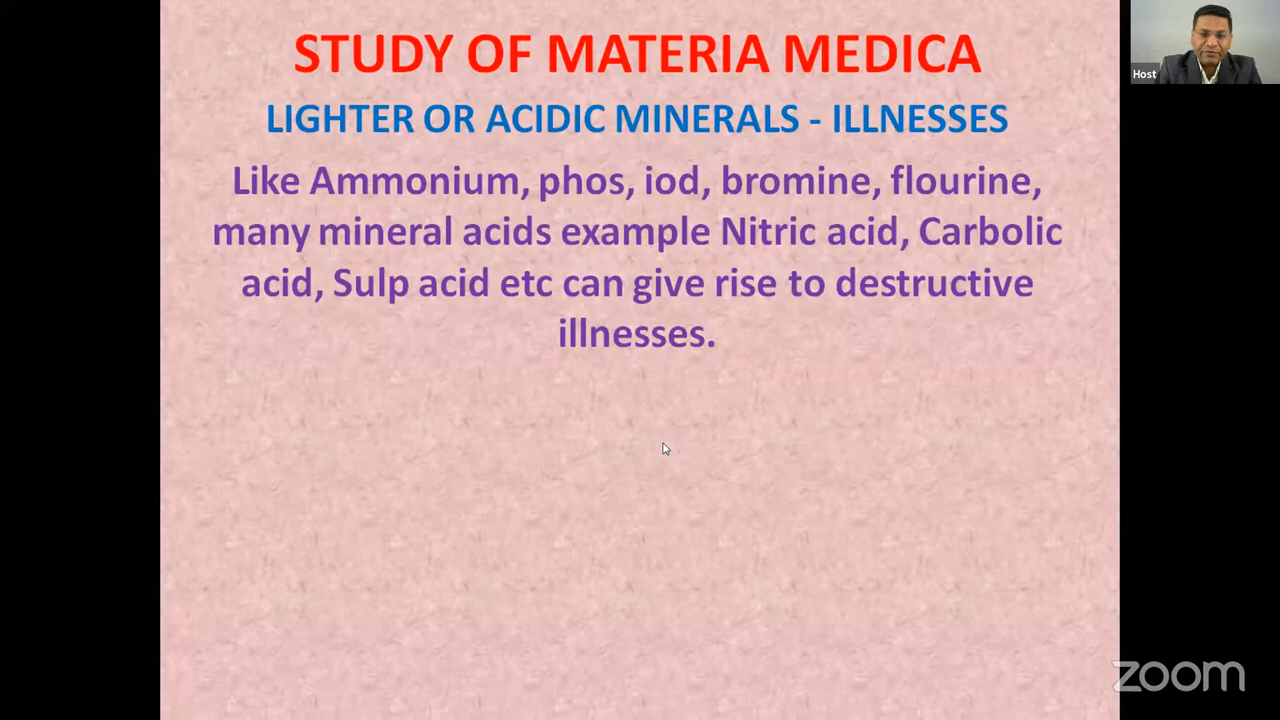 STUDY OF MATERIA MEDICA
LIGHTER OR ACIDIC MINERALS - ILLNESSES
Like Ammonium, phos, iod, bromine, flourine,
many mineral acids example Nitric acid, Carbolic
acid, Sulp acid etc can give rise to destructive
illnesses.
Host
zoom